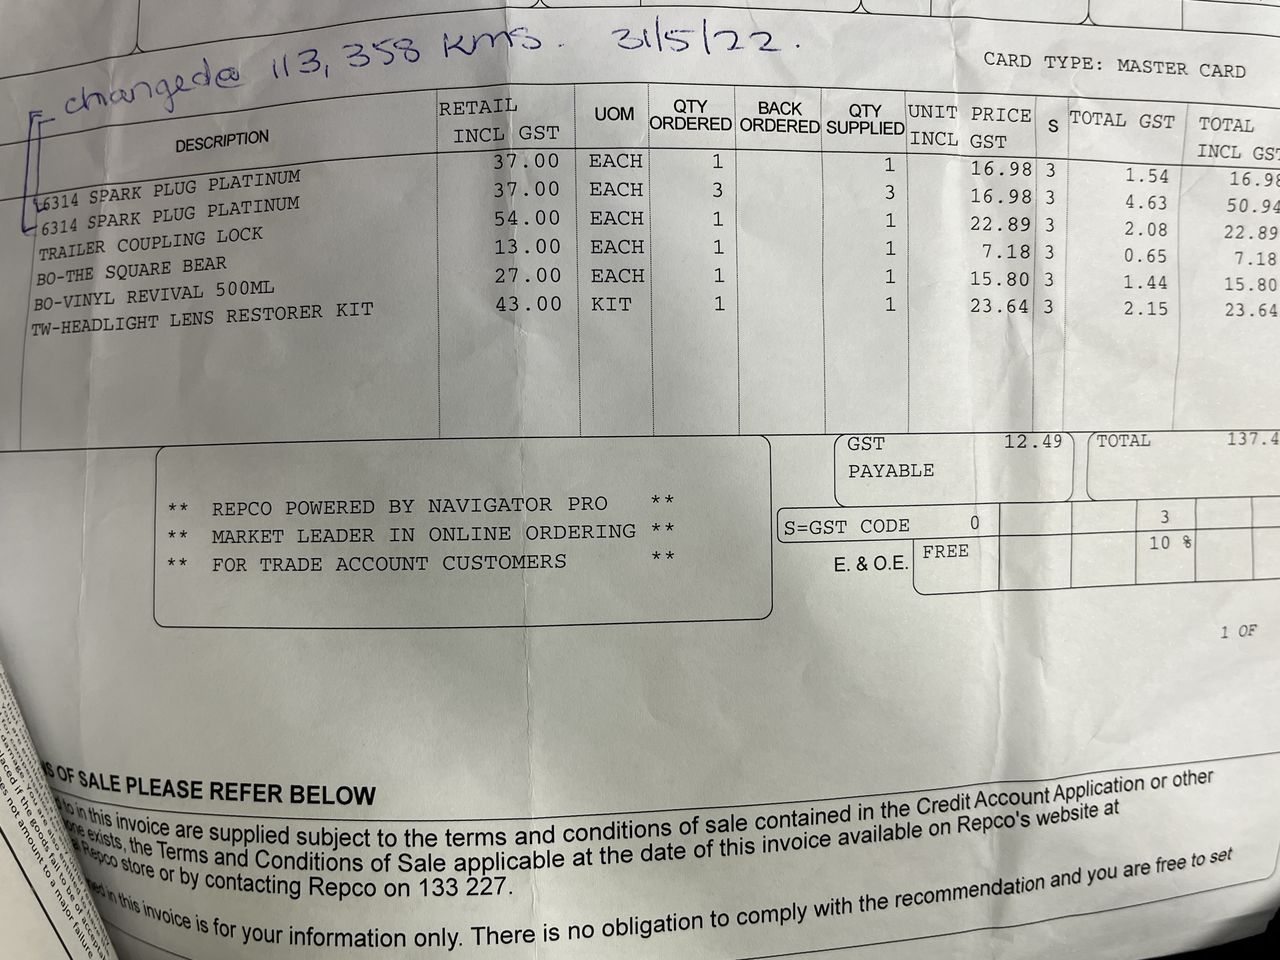 changed@ 113,358 kms. 31/5/22.
CARD TYPE: MASTER CARD
DESCRIPTION RETAIL INCL GST UOM QTY ORDERED BACK ORDERED QTY SUPPLIED UNIT PRICE INCL GST S TOTAL GST TOTAL INCL GST
6314 SPARK PLUG PLATINUM 37.00 EACH 1 1 16.98 3 1.54 16.98
6314 SPARK PLUG PLATINUM 37.00 EACH 3 3 16.98 3 4.63 50.94
TRAILER COUPLING LOCK 54.00 EACH 1 1 22.89 3 2.08 22.89
BO-THE SQUARE BEAR 13.00 EACH 1 1 7.18 3 0.65 7.18
BO-VINYL REVIVAL 500ML 27.00 EACH 1 1 15.80 3 1.44 15.80
TW-HEADLIGHT LENS RESTORER KIT 43.00 KIT 1 1 23.64 3 2.15 23.64
GST PAYABLE 12.49 TOTAL 137.4
** REPCO POWERED BY NAVIGATOR PRO **
** MARKET LEADER IN ONLINE ORDERING **
** FOR TRADE ACCOUNT CUSTOMERS **
S=GST CODE 0 3
E. & O.E. FREE 10 %
1 OF
OF SALE PLEASE REFER BELOW
to in this invoice are supplied subject to the terms and conditions of sale contained in the Credit Account Application or other
exists, the Terms and Conditions of Sale applicable at the date of this invoice available on Repco's website at
Repco store or by contacting Repco on 133 227.
in this invoice is for your information only. There is no obligation to comply with the recommendation and you are free to set